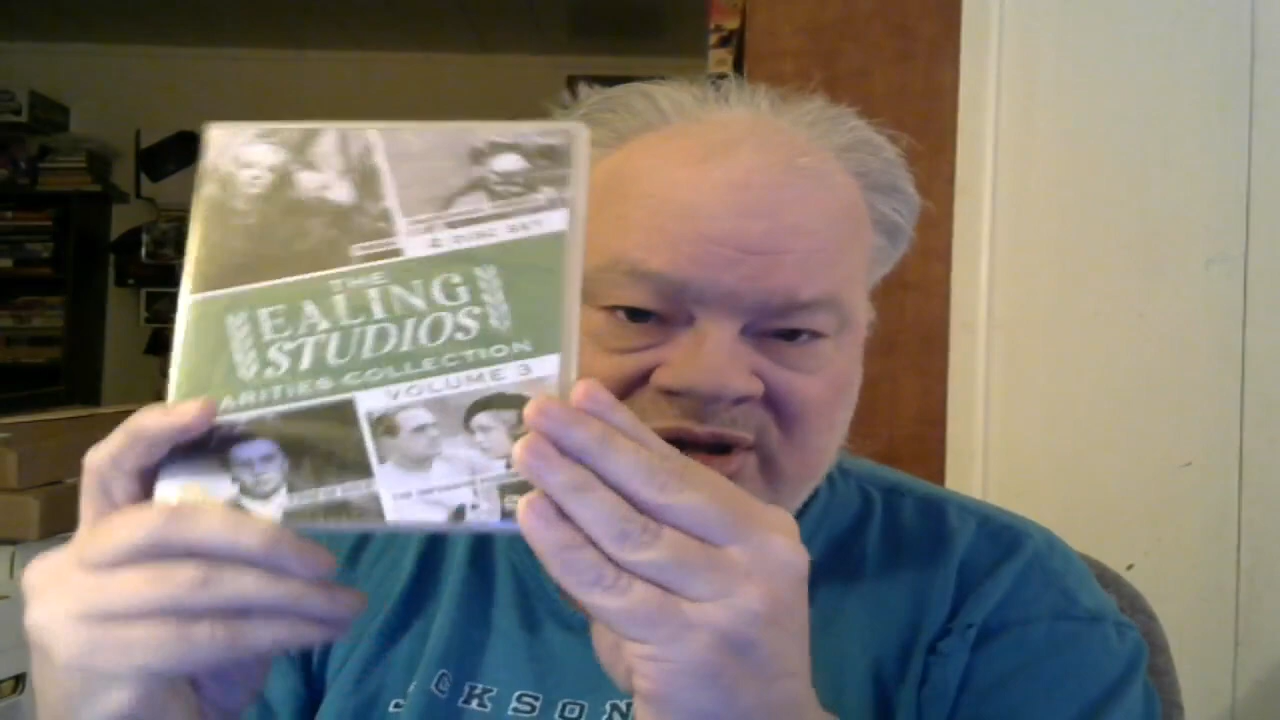 2 DISC SET
THE
EALING
STUDIOS
RARITIES COLLECTION
VOLUME 3
JACKSON